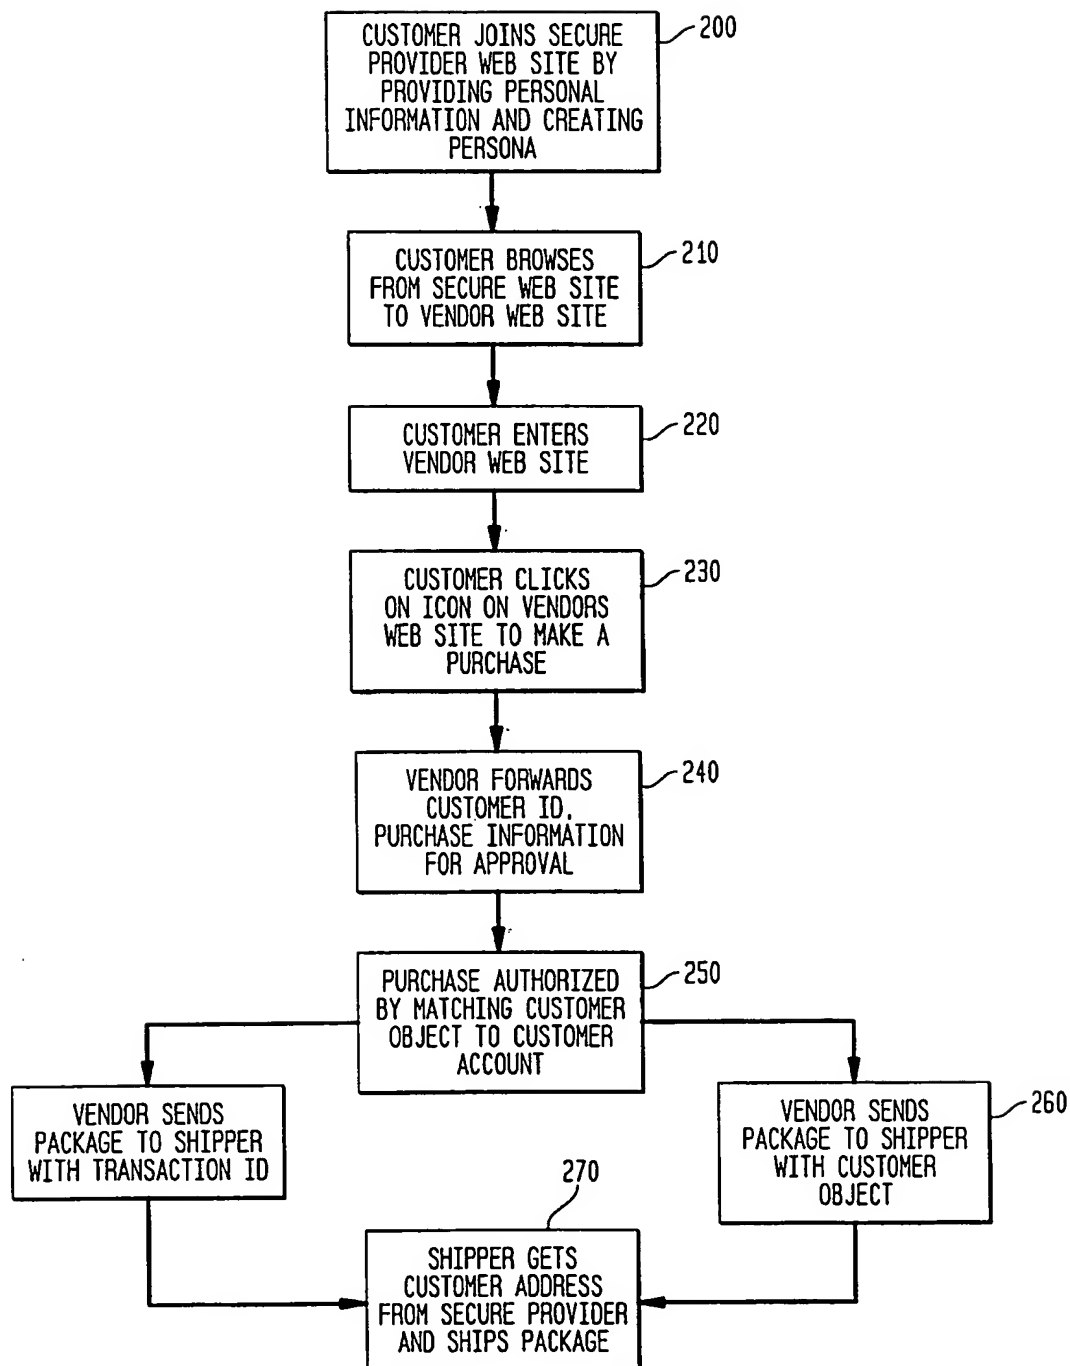 CUSTOMER JOINS SECURE
PROVIDER WEB SITE BY
PROVIDING PERSONAL
INFORMATION AND CREATING
PERSONA
200
CUSTOMER BROWSES
FROM SECURE WEB SITE
TO VENDOR WEB SITE
210
CUSTOMER ENTERS
VENDOR WEB SITE
220
CUSTOMER CLICKS
ON ICON ON VENDORS
WEB SITE TO MAKE A
PURCHASE
230
VENDOR FORWARDS
CUSTOMER ID,
PURCHASE INFORMATION
FOR APPROVAL
240
PURCHASE AUTHORIZED
BY MATCHING CUSTOMER
OBJECT TO CUSTOMER
ACCOUNT
250
VENDOR SENDS
PACKAGE TO SHIPPER
WITH TRANSACTION ID
VENDOR SENDS
PACKAGE TO SHIPPER
WITH CUSTOMER
OBJECT
260
270
SHIPPER GETS
CUSTOMER ADDRESS
FROM SECURE PROVIDER
AND SHIPS PACKAGE